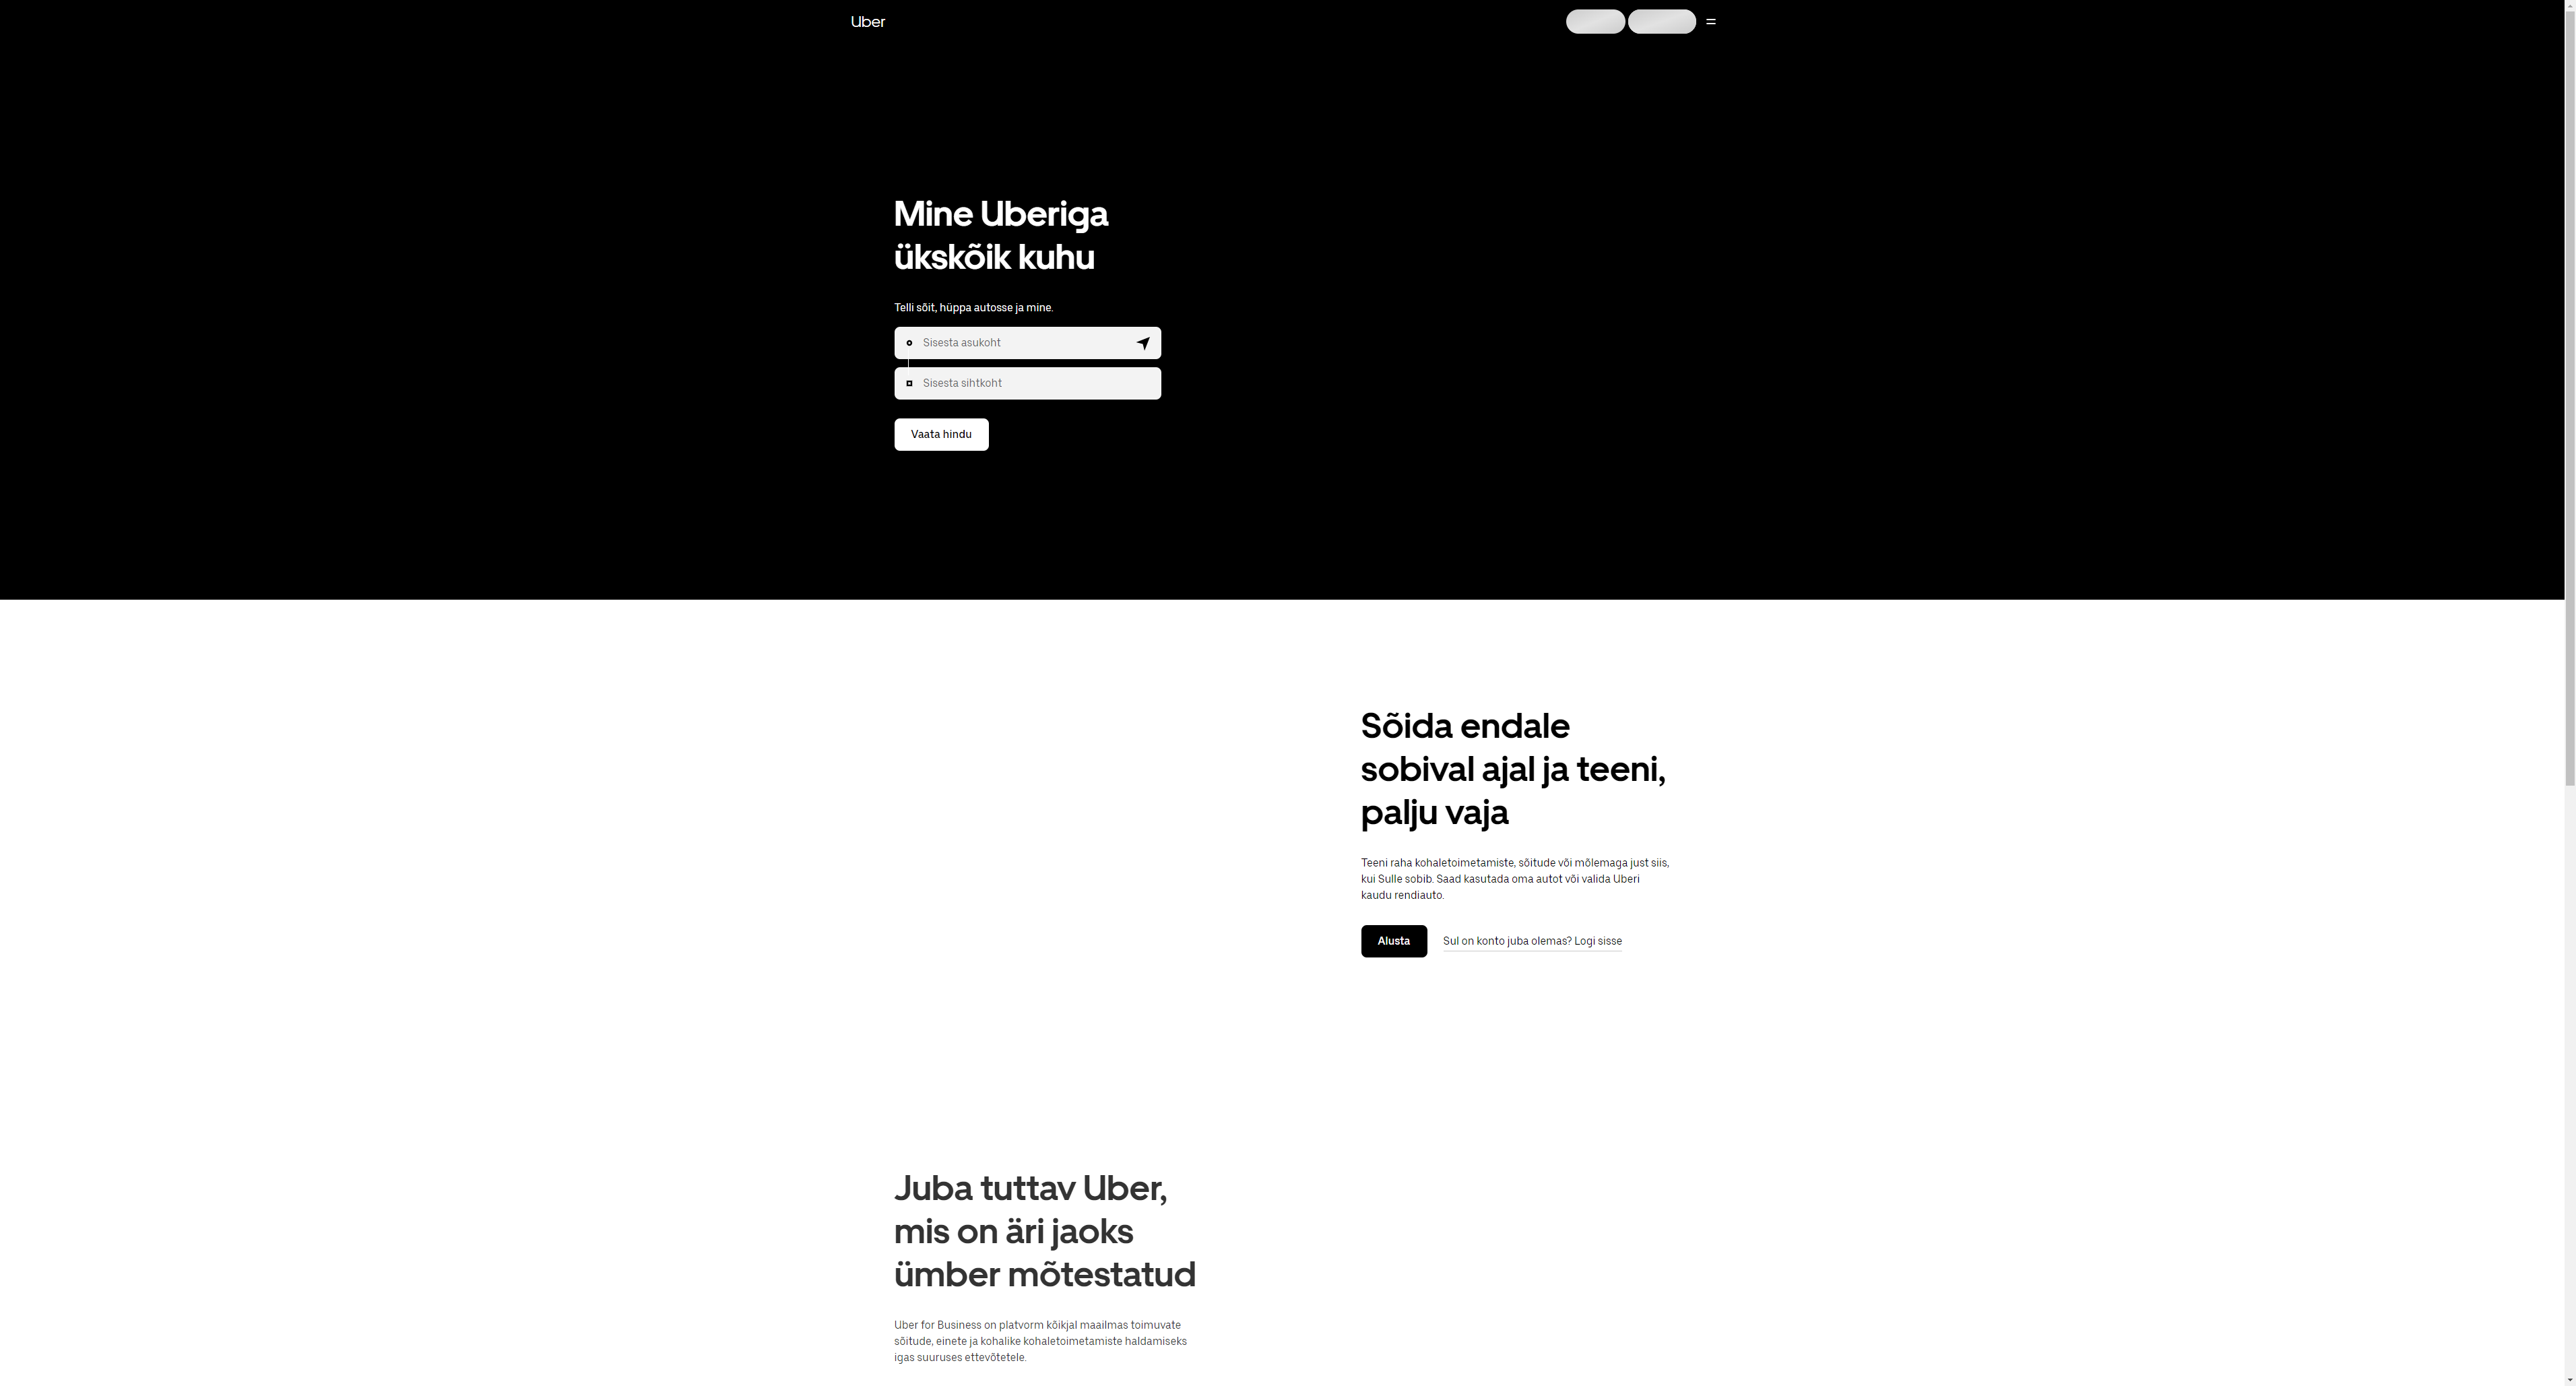 Uber
Mine Uberiga
ükskõik kuhu
Telli sõit, hüppa autosse ja mine.
Sisesta asukoht
Sisesta sihtkoht
Vaata hindu
Sõida endale
sobival ajal ja teeni,
palju vaja
Teeni raha kohaletoimetamiste, sõitude või mõlemaga just siis,
kui Sulle sobib. Saad kasutada oma autot või valida Uberi
kaudu rendiauto.
Alusta
Sul on konto juba olemas? Logi sisse
Juba tuttav Uber,
mis on äri jaoks
ümber mõtestatud
Uber for Business on platvorm kõikjal maailmas toimuvate
sõitude, einete ja kohalike kohaletoimetamiste haldamiseks
igas suuruses ettevõtetele.